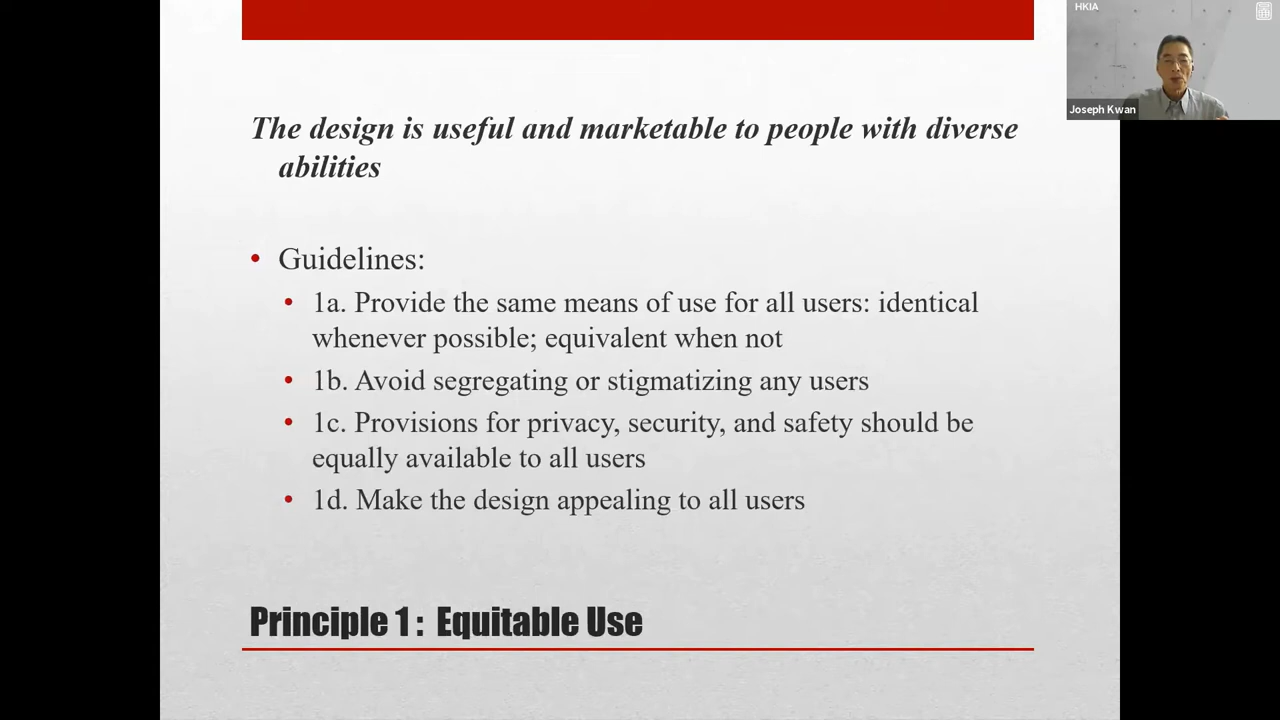 HKIA
Joseph Kwan
The design is useful and marketable to people with diverse
abilities
• Guidelines:
• 1a. Provide the same means of use for all users: identical
whenever possible; equivalent when not
• 1b. Avoid segregating or stigmatizing any users
• 1c. Provisions for privacy, security, and safety should be
equally available to all users
• 1d. Make the design appealing to all users
Principle 1 : Equitable Use